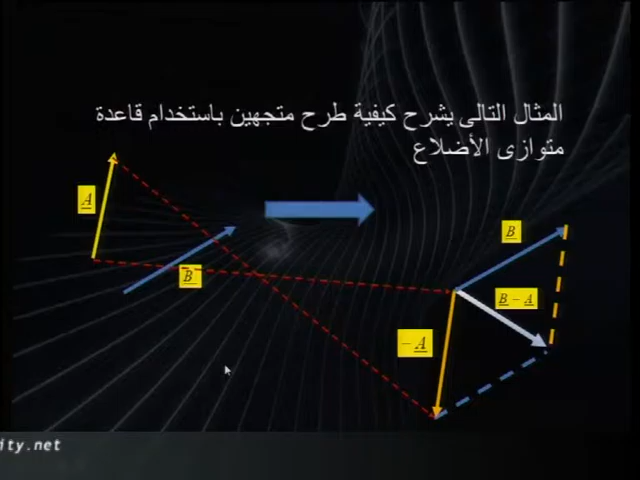 المثال التالى يشرح كيفية طرح متجهين باستخدام قاعدة
متوازى الأضلاع
A
B
B
B – A
– A
ity.net